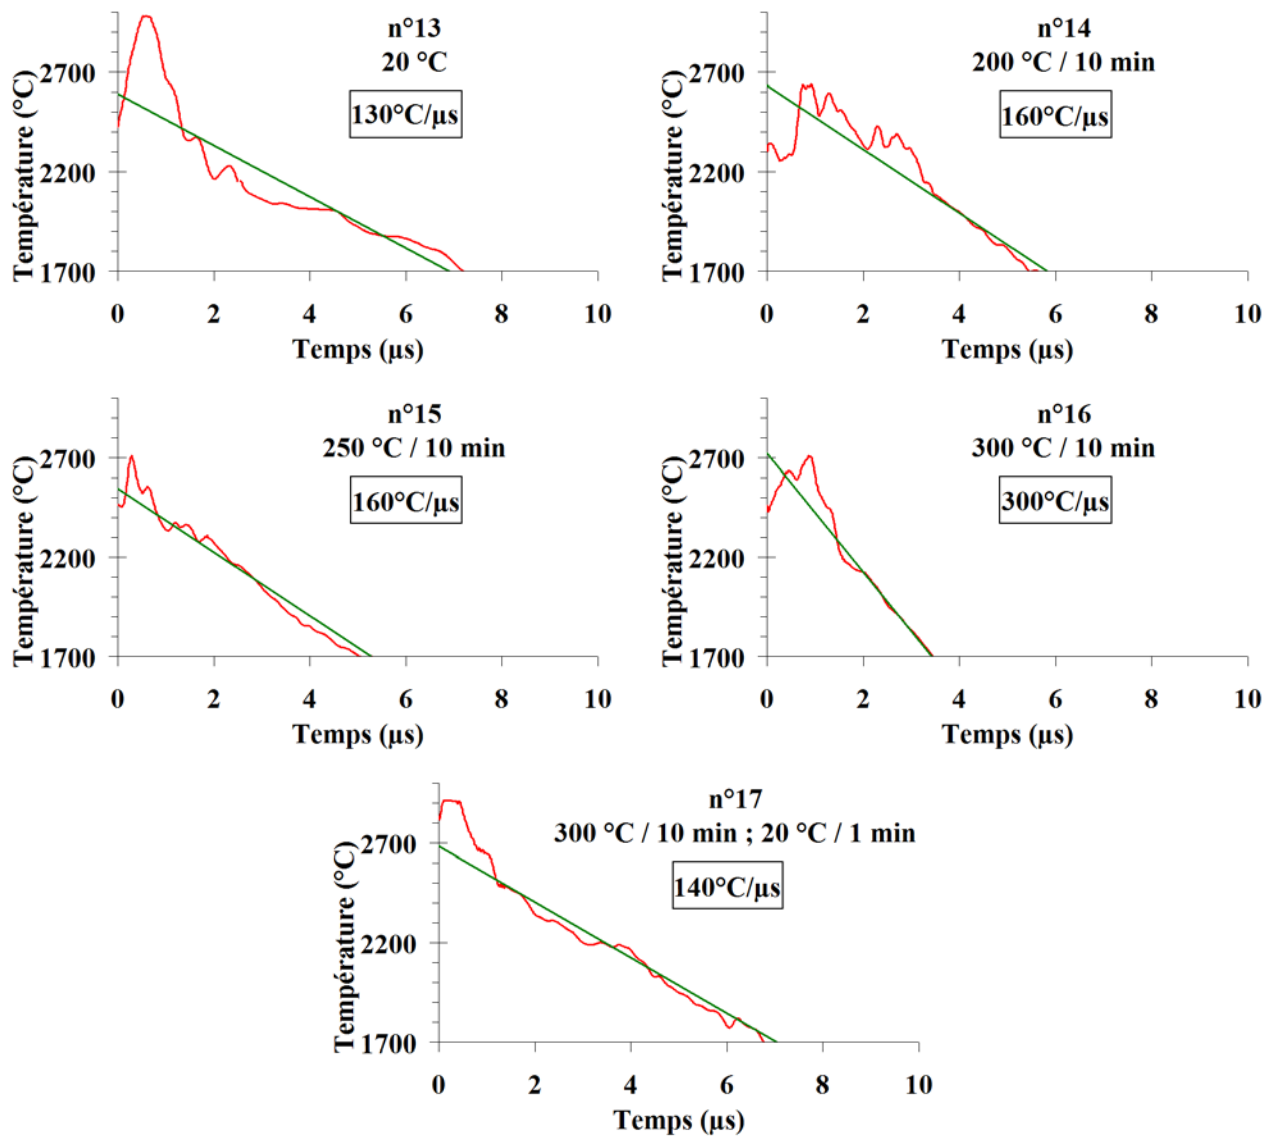 n°13
20 °C
130°C/µs
Température (°C)
2700
2200
1700
0 2 4 6 8 10
Temps (µs)
n°14
200 °C / 10 min
160°C/µs
Température (°C)
2700
2200
1700
0 2 4 6 8 10
Temps (µs)
n°15
250 °C / 10 min
160°C/µs
Température (°C)
2700
2200
1700
0 2 4 6 8 10
Temps (µs)
n°16
300 °C / 10 min
300°C/µs
Température (°C)
2700
2200
1700
0 2 4 6 8 10
Temps (µs)
n°17
300 °C / 10 min ; 20 °C / 1 min
140°C/µs
Température (°C)
2700
2200
1700
0 2 4 6 8 10
Temps (µs)